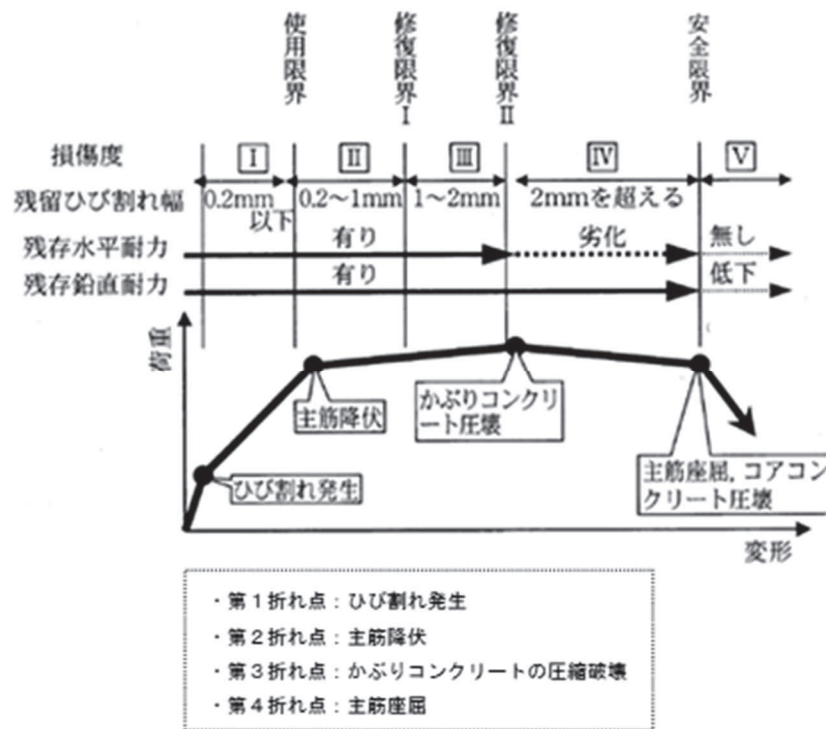 使用限界
修復限界Ⅰ
修復限界Ⅱ
安全限界
損傷度
Ⅰ
Ⅱ
Ⅲ
Ⅳ
Ⅴ
残留ひび割れ幅
0.2mm
以下
0.2～1mm
1～2mm
2mmを超える
残存水平耐力
有り
劣化
無し
残存鉛直耐力
有り
低下
荷重
主筋降伏
かぶりコンクリ
ート圧壊
ひび割れ発生
主筋座屈，コアコン
クリート圧壊
変形
・第１折れ点：ひび割れ発生
・第２折れ点：主筋降伏
・第３折れ点：かぶりコンクリートの圧縮破壊
・第４折れ点：主筋座屈